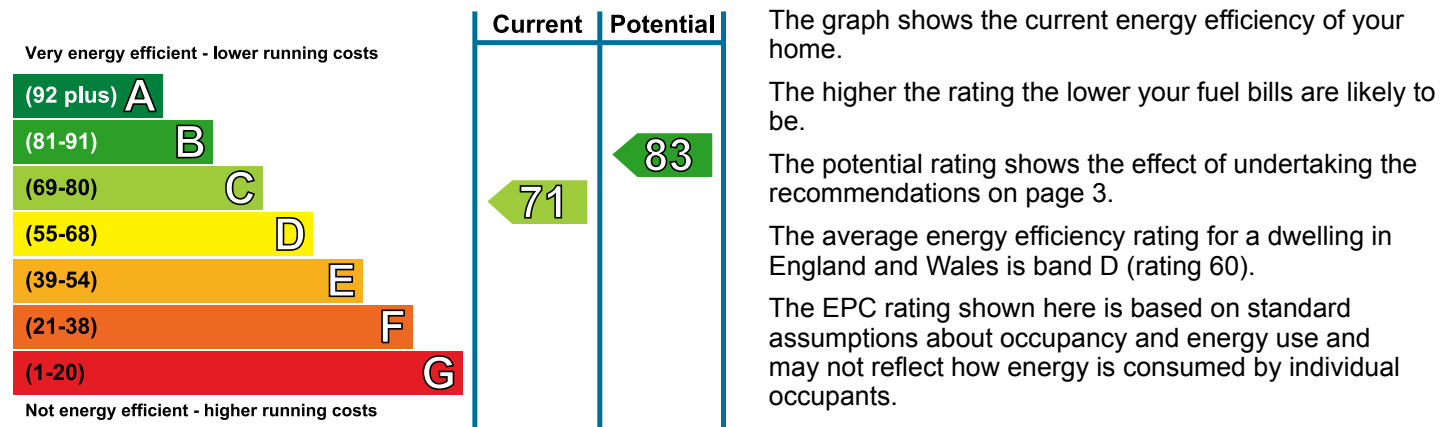 Current Potential
Very energy efficient - lower running costs
(92 plus) A
(81-91) B
83
(69-80) C
71
(55-68) D
(39-54) E
(21-38) F
(1-20) G
Not energy efficient - higher running costs
The graph shows the current energy efficiency of your
home.
The higher the rating the lower your fuel bills are likely to
be.
The potential rating shows the effect of undertaking the
recommendations on page 3.
The average energy efficiency rating for a dwelling in
England and Wales is band D (rating 60).
The EPC rating shown here is based on standard
assumptions about occupancy and energy use and
may not reflect how energy is consumed by individual
occupants.